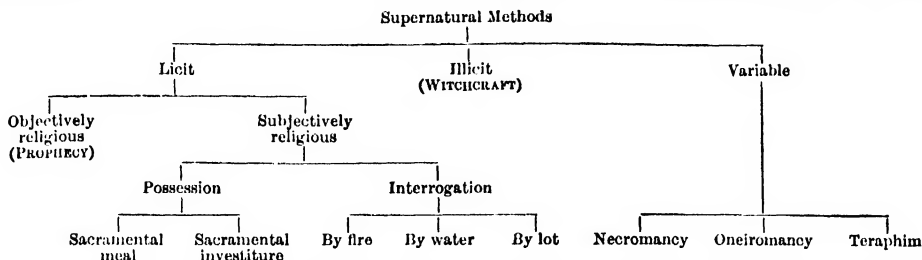 Supernatural Methods
Licit Illicit Variable
(WITCHCRAFT)
Objectively Subjectively
religious religious
(PROPHECY)
Possession Interrogation
Sacramental Sacramental By fire By water By lot Necromancy Oneiromancy Teraphim
meal investiture